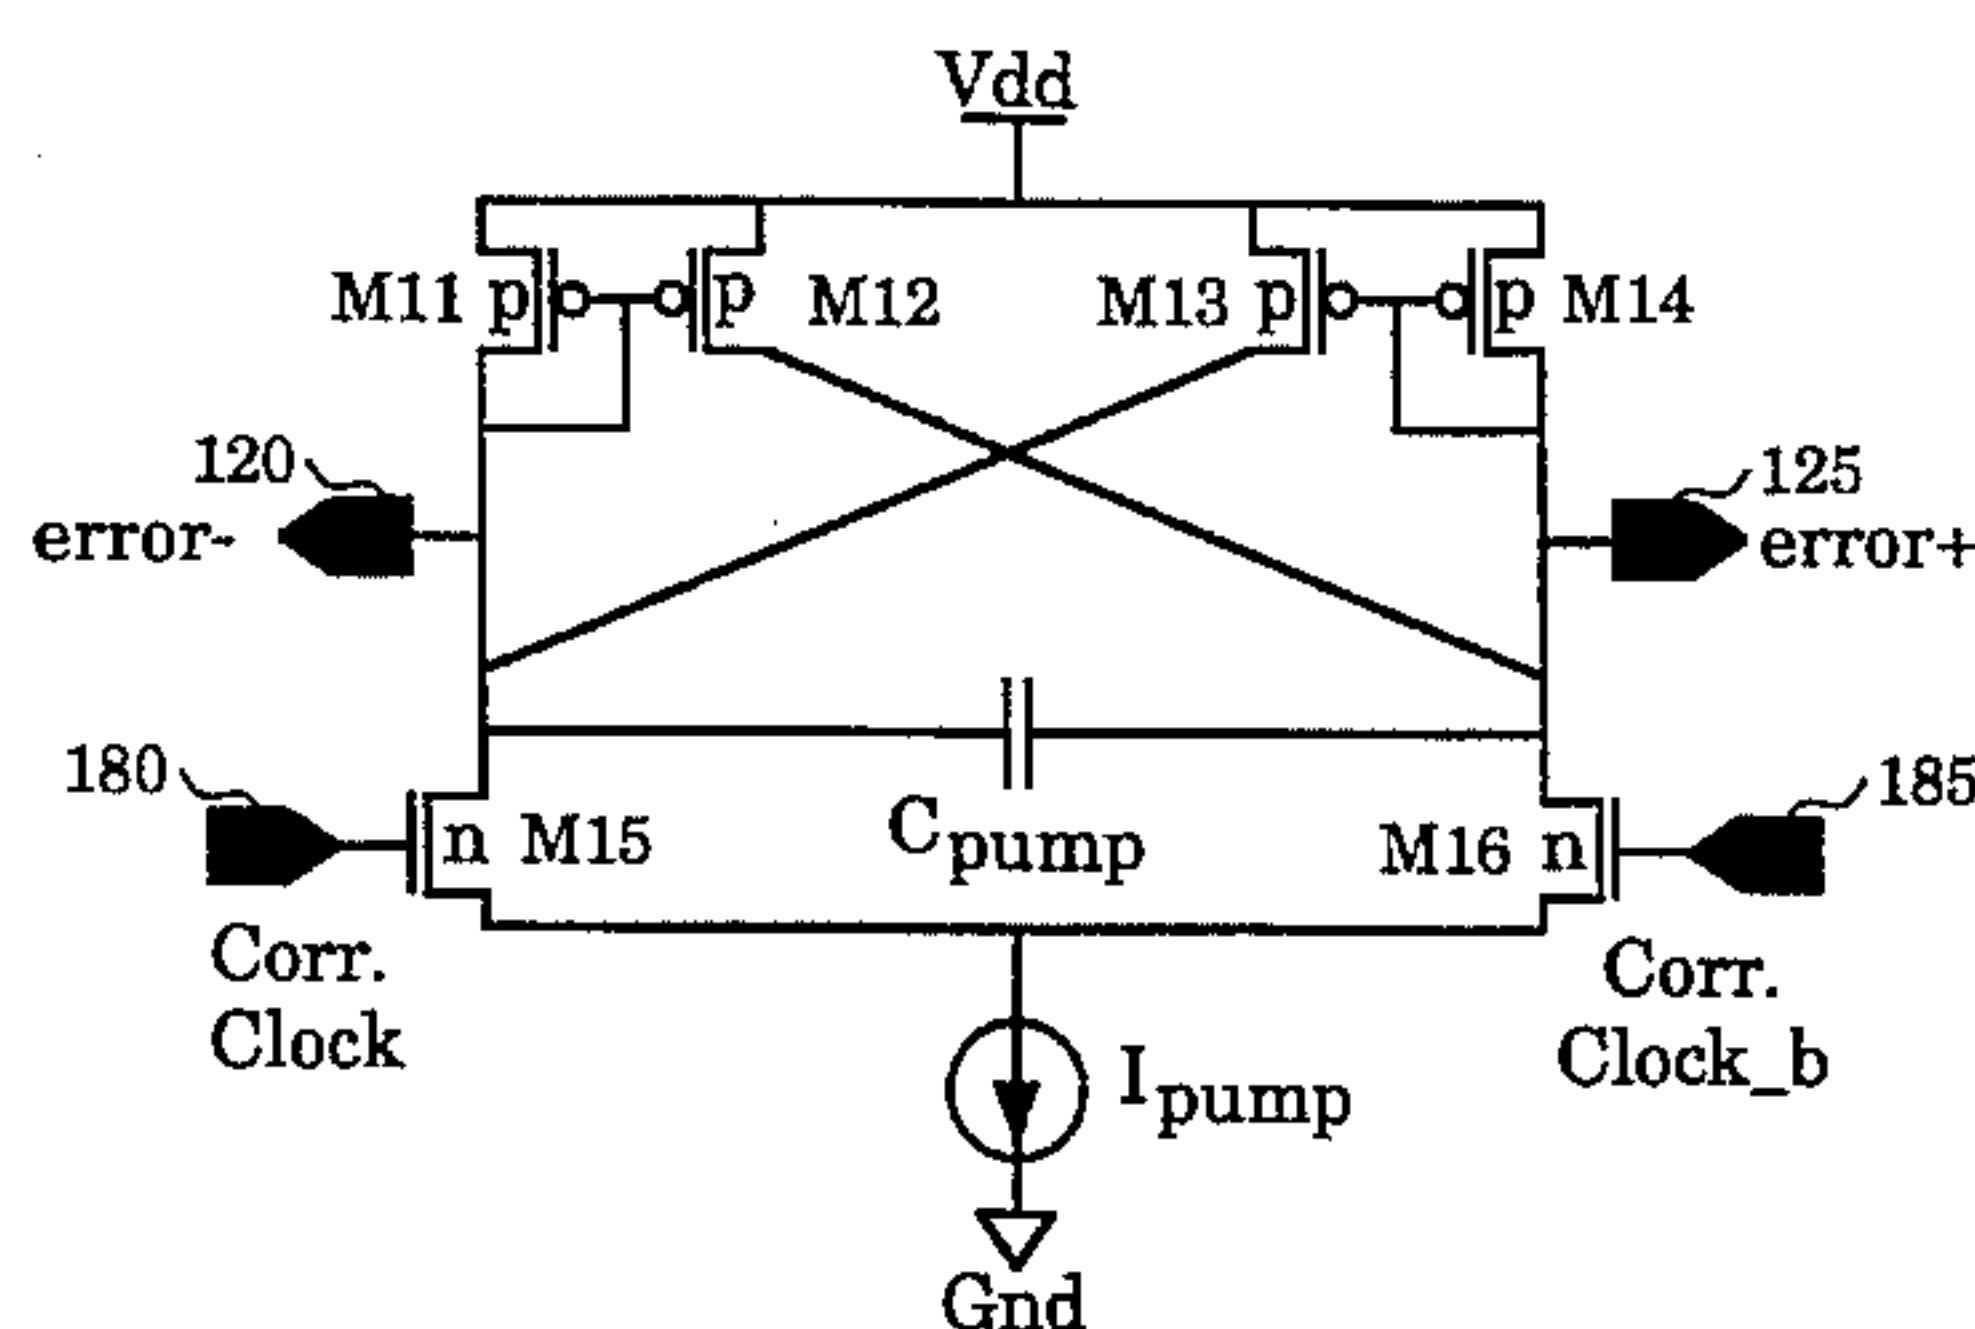 Vdd
M11 p p M12 M13 p p M14
120
error-
125
error+
180
n M15
Cpump
M16 n
185
Corr.
Clock
Ipump
Corr.
Clock_b
Gnd